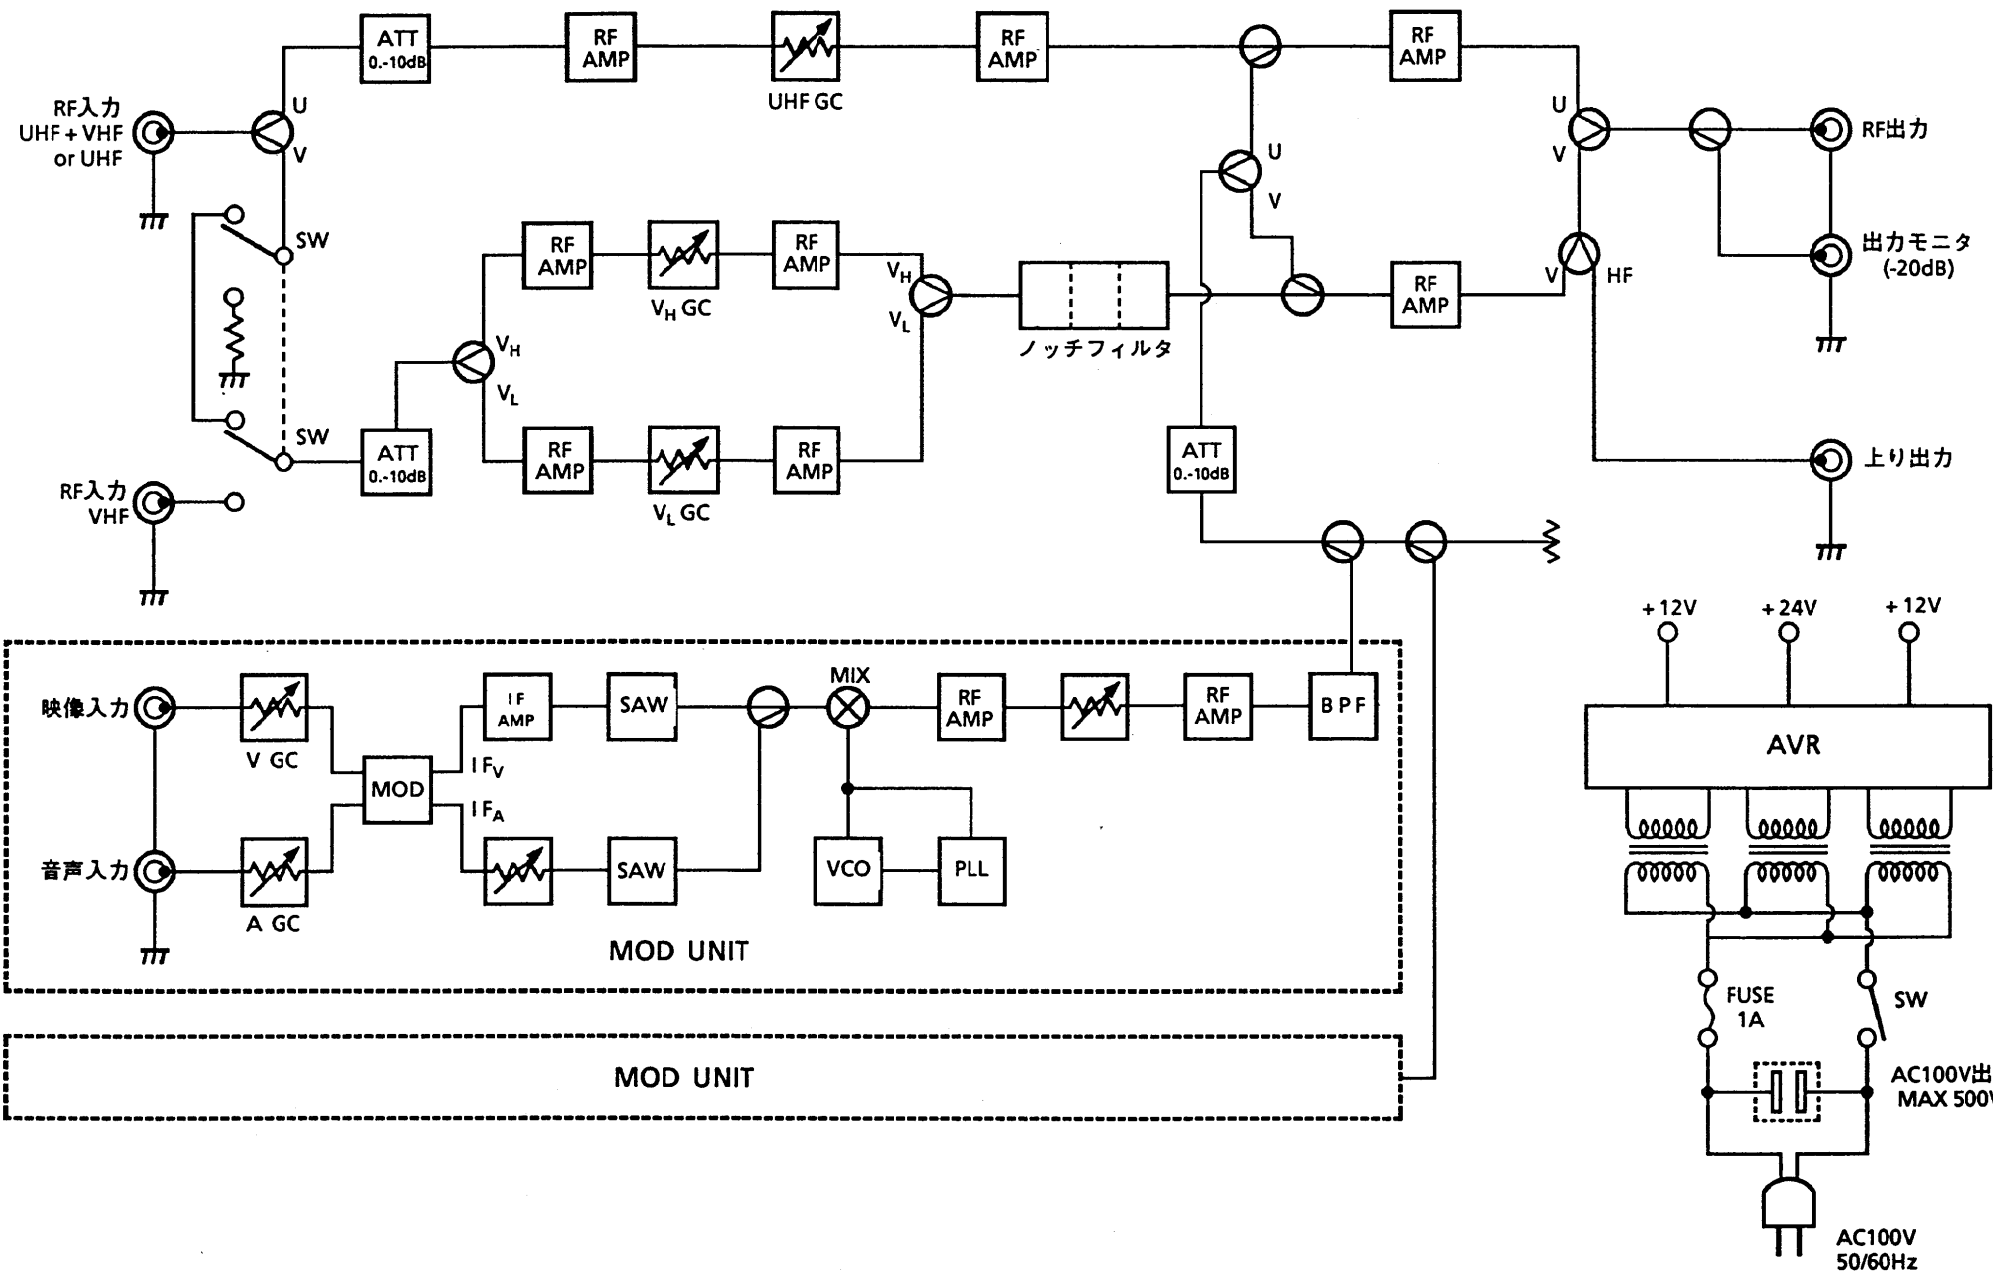 ATT
0.-10dB
RF
AMP
UHF GC
RF
AMP
RF
AMP
RF入力
UHF + VHF
or UHF
U
V
U
V
U
V
RF出力
SW
RF
AMP
VH GC
RF
AMP
VH
VL
ノッチフィルタ
RF
AMP
V
HF
出力モニタ
(-20dB)
VH
VL
SW
ATT
0.-10dB
RF
AMP
VL GC
RF
AMP
ATT
0.-10dB
上り出力
RF入力
VHF
+12V
+24V
+12V
映像入力
V GC
MOD
IFV
IFA
IF
AMP
SAW
MIX
RF
AMP
RF
AMP
BPF
音声入力
A GC
SAW
VCO
PLL
MOD UNIT
MOD UNIT
AVR
FUSE
1A
SW
AC100V出
MAX 500
AC100V
50/60Hz